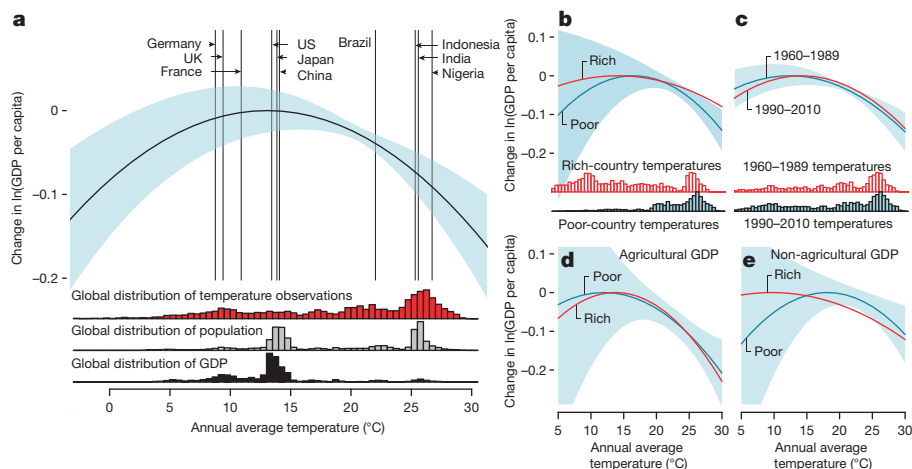 a
Germany
UK
France
US
Japan
China
Brazil
Indonesia
India
Nigeria
Change in ln(GDP per capita)
0
−0.1
−0.2
Global distribution of temperature observations
Global distribution of population
Global distribution of GDP
0 5 10 15 20 25 30
Annual average temperature (°C)
b
Change in ln(GDP per capita)
0.1
0
−0.1
−0.2
Rich
Poor
Rich-country temperatures
Poor-country temperatures
c
1960–1989
1990–2010
1960–1989 temperatures
1990–2010 temperatures
d
Agricultural GDP
Change in ln(GDP per capita)
0.1
0
−0.1
−0.2
Poor
Rich
5 10 15 20 25 30
Annual average
temperature (°C)
e
Non-agricultural GDP
Rich
Poor
5 10 15 20 25 30
Annual average
temperature (°C)